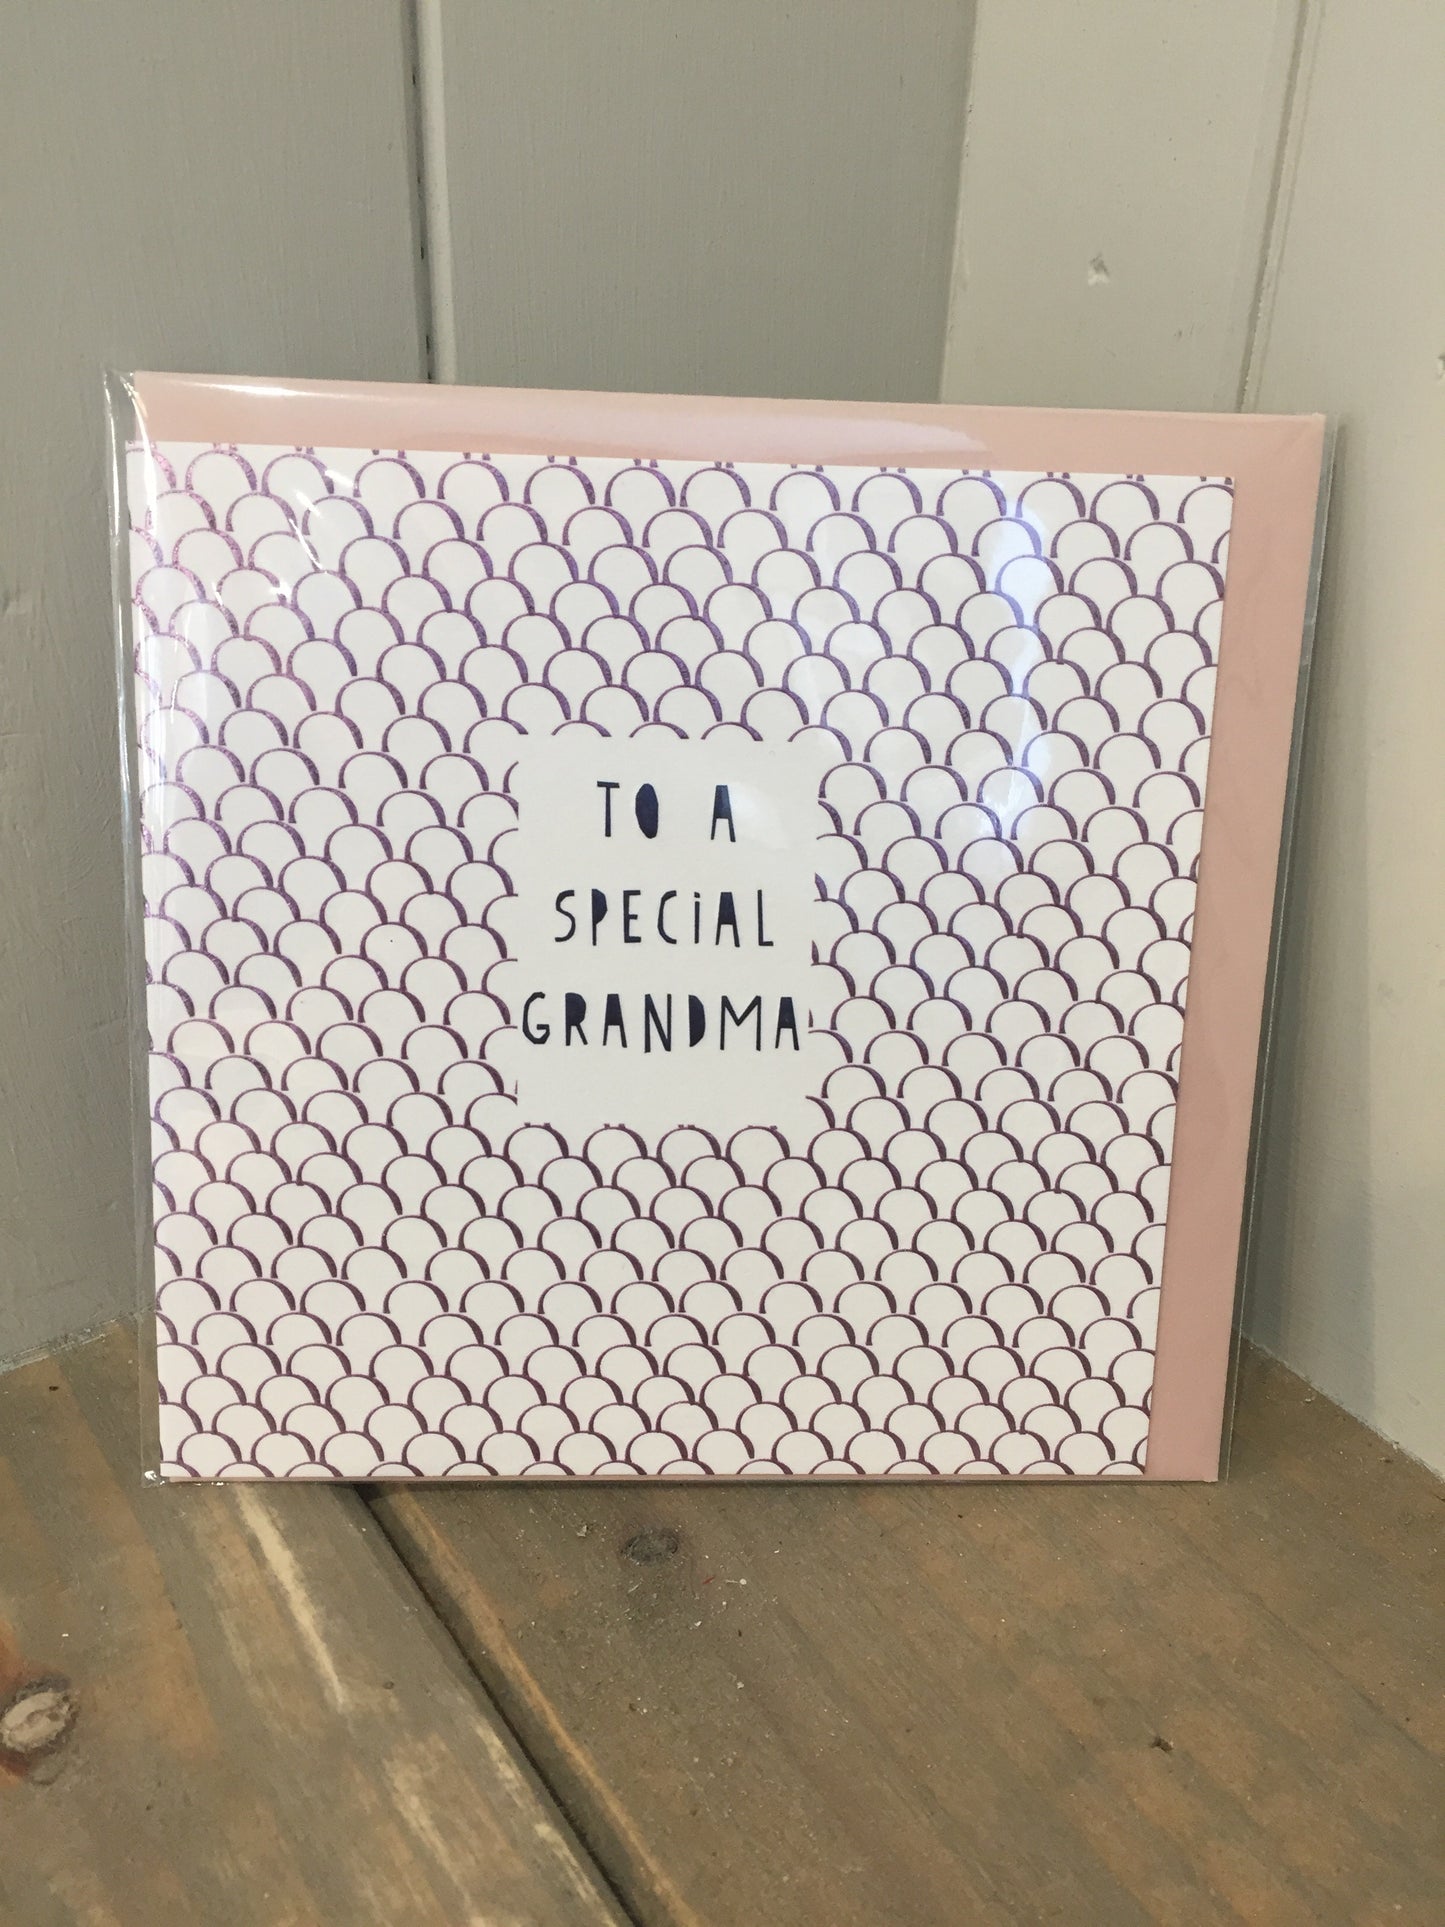 TO A
SPECiAL
GRANDMA